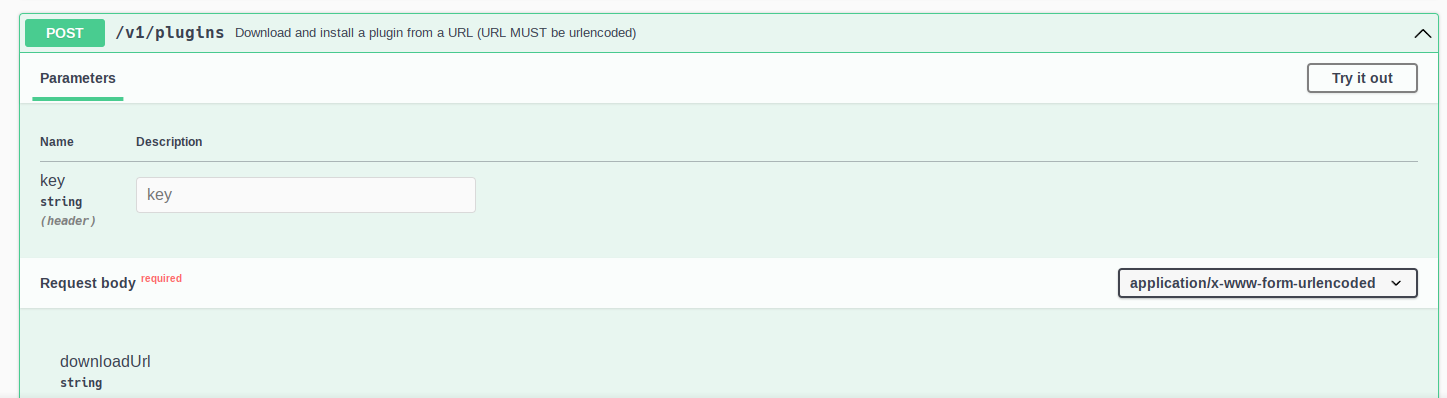 POST /v1/plugins Download and install a plugin from a URL (URL MUST be urlencoded)
Parameters Try it out
Name Description
key key
string
(header)
Request body required application/x-www-form-urlencoded
downloadUrl
string